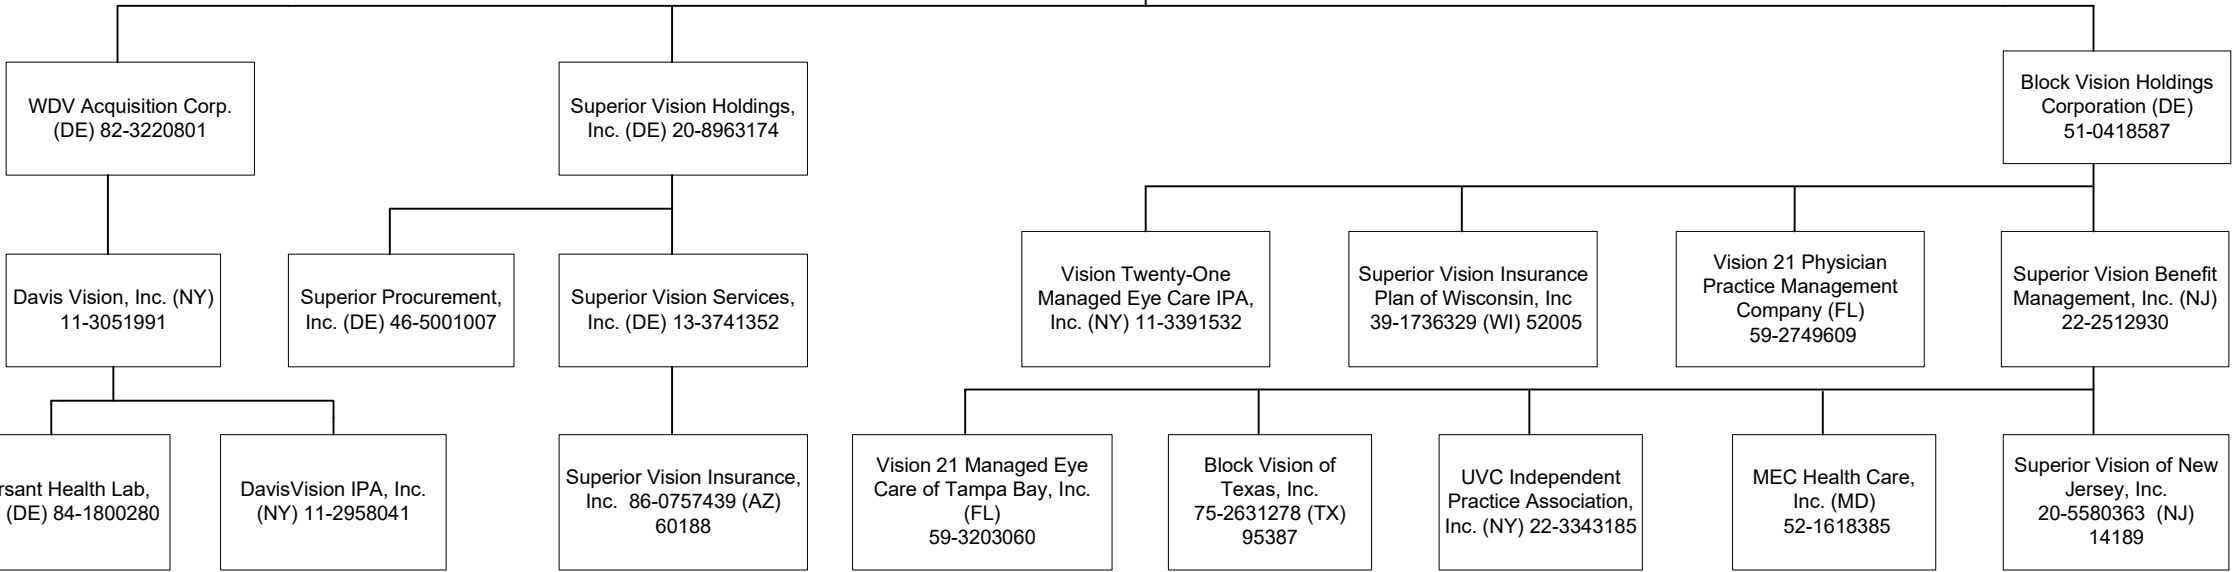 WDV Acquisition Corp.
(DE) 82-3220801
Superior Vision Holdings,
Inc. (DE) 20-8963174
Block Vision Holdings
Corporation (DE)
51-0418587
Davis Vision, Inc. (NY)
11-3051991
Superior Procurement,
Inc. (DE) 46-5001007
Superior Vision Services,
Inc. (DE) 13-3741352
Vision Twenty-One
Managed Eye Care IPA,
Inc. (NY) 11-3391532
Superior Vision Insurance
Plan of Wisconsin, Inc
39-1736329 (WI) 52005
Vision 21 Physician
Practice Management
Company (FL)
59-2749609
Superior Vision Benefit
Management, Inc. (NJ)
22-2512930
rsant Health Lab,
(DE) 84-1800280
DavisVision IPA, Inc.
(NY) 11-2958041
Superior Vision Insurance,
Inc. 86-0757439 (AZ)
60188
Vision 21 Managed Eye
Care of Tampa Bay, Inc.
(FL)
59-3203060
Block Vision of
Texas, Inc.
75-2631278 (TX)
95387
UVC Independent
Practice Association,
Inc. (NY) 22-3343185
MEC Health Care,
Inc. (MD)
52-1618385
Superior Vision of New
Jersey, Inc.
20-5580363 (NJ)
14189